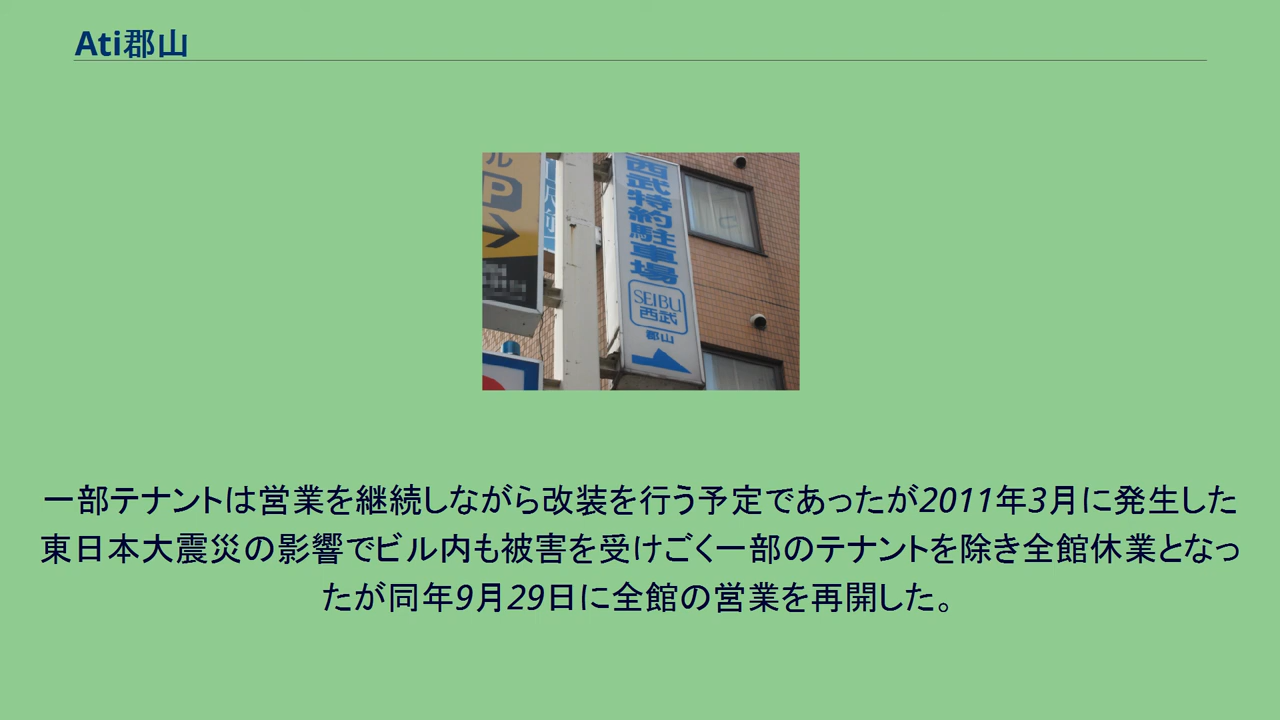 Ati郡山
ル
P
西武特約駐車場
SEIBU
西武
郡山
一部テナントは営業を継続しながら改装を行う予定であったが2011年3月に発生した
東日本大震災の影響でビル内も被害を受けごく一部のテナントを除き全館休業となっ
たが同年9月29日に全館の営業を再開した。